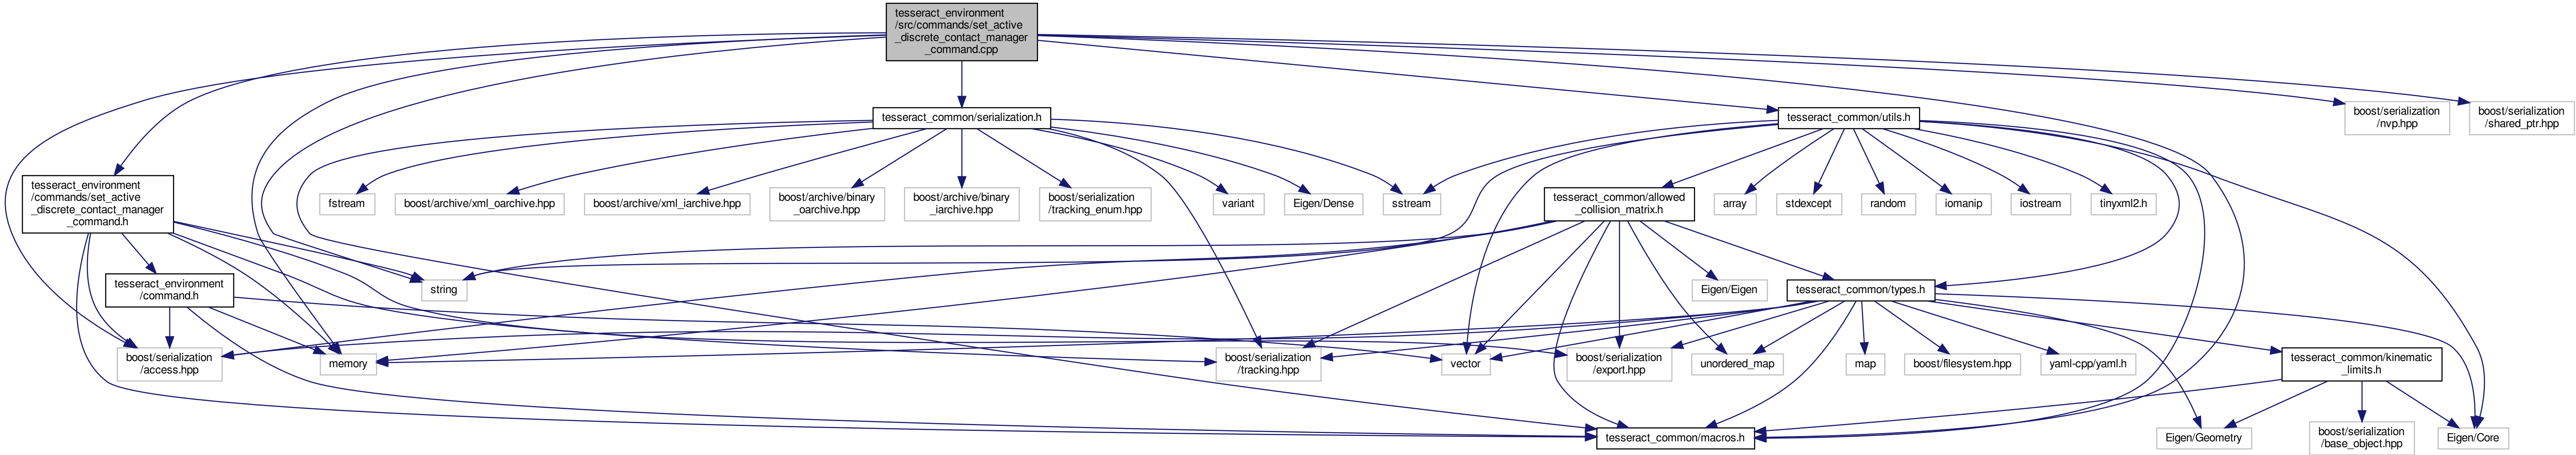 tesseract_environment
/src/commands/set_active
_discrete_contact_manager
_command.cpp
tesseract_common/serialization.h
tesseract_common/utils.h
boost/serialization
/nvp.hpp
boost/serialization
/shared_ptr.hpp
tesseract_environment
/commands/set_active
_discrete_contact_manager
_command.h
fstream
boost/archive/xml_oarchive.hpp
boost/archive/xml_iarchive.hpp
boost/archive/binary
_oarchive.hpp
boost/archive/binary
_iarchive.hpp
boost/serialization
/tracking_enum.hpp
variant
Eigen/Dense
sstream
tesseract_common/allowed
_collision_matrix.h
array
stdexcept
random
iomanip
iostream
tinyxml2.h
tesseract_environment
/command.h
string
Eigen/Eigen
tesseract_common/types.h
boost/serialization
/access.hpp
memory
boost/serialization
/tracking.hpp
vector
boost/serialization
/export.hpp
unordered_map
map
boost/filesystem.hpp
yaml-cpp/yaml.h
tesseract_common/kinematic
_limits.h
tesseract_common/macros.h
Eigen/Geometry
boost/serialization
/base_object.hpp
Eigen/Core